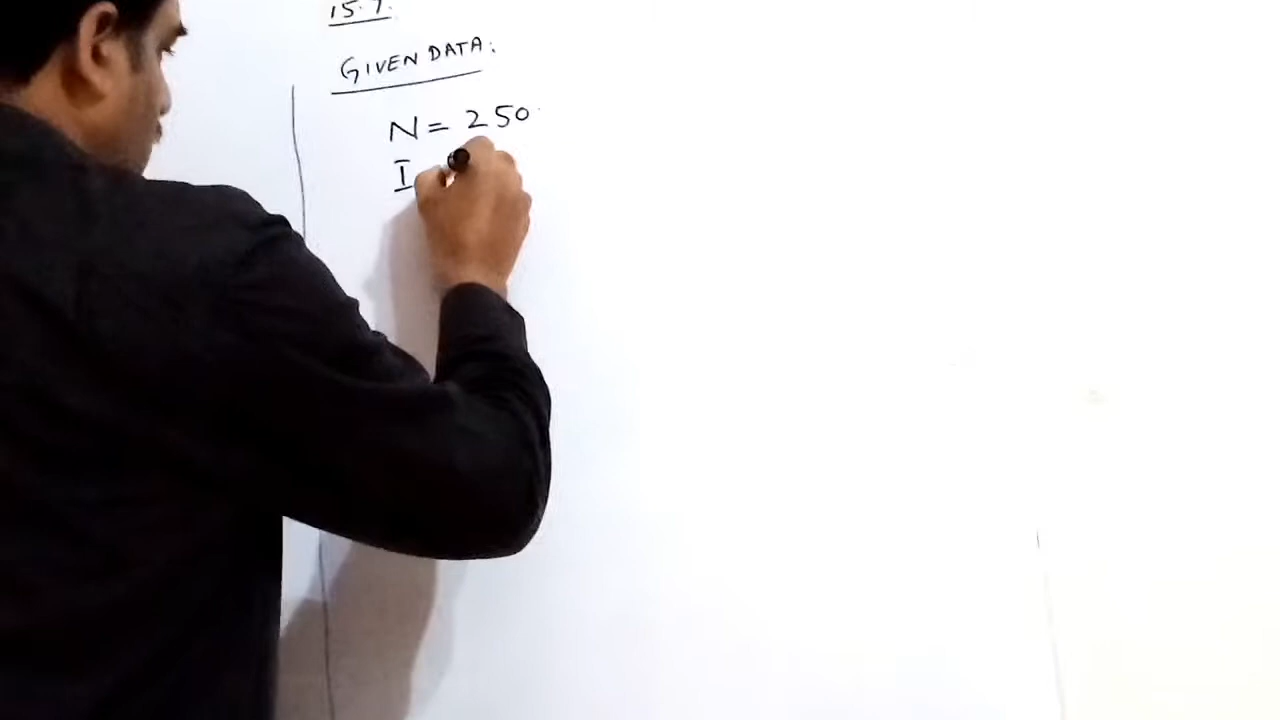 15.7.
GIVEN DATA:
N = 250
I